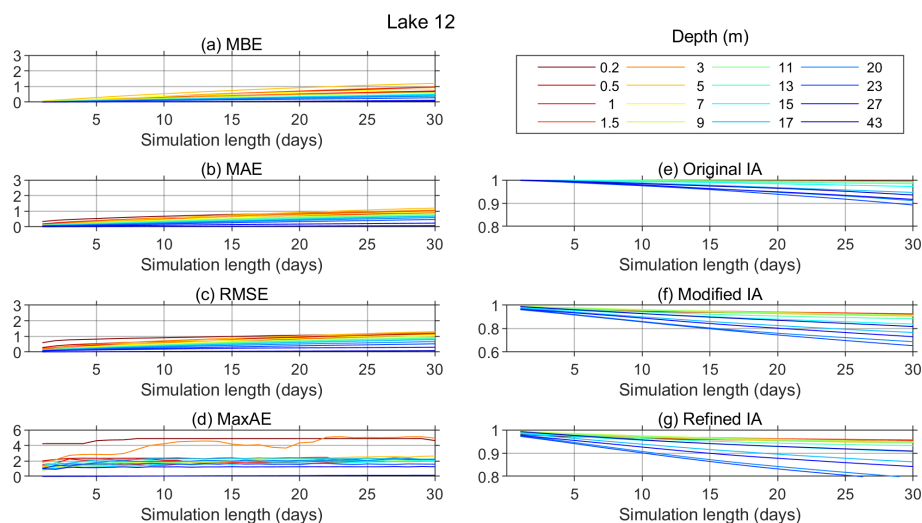 Lake 12
(a) MBE
3
2
1
0
5 10 15 20 25 30
Simulation length (days)
Depth (m)
0.2 3 11 20
0.5 5 13 23
1 7 15 27
1.5 9 17 43
(b) MAE
3
2
1
0
5 10 15 20 25 30
Simulation length (days)
(e) Original IA
1
0.9
0.8
5 10 15 20 25 30
Simulation length (days)
(c) RMSE
3
2
1
0
5 10 15 20 25 30
Simulation length (days)
(f) Modified IA
1
0.8
0.6
5 10 15 20 25 30
Simulation length (days)
(d) MaxAE
6
4
2
0
5 10 15 20 25 30
Simulation length (days)
(g) Refined IA
1
0.9
0.8
5 10 15 20 25 30
Simulation length (days)